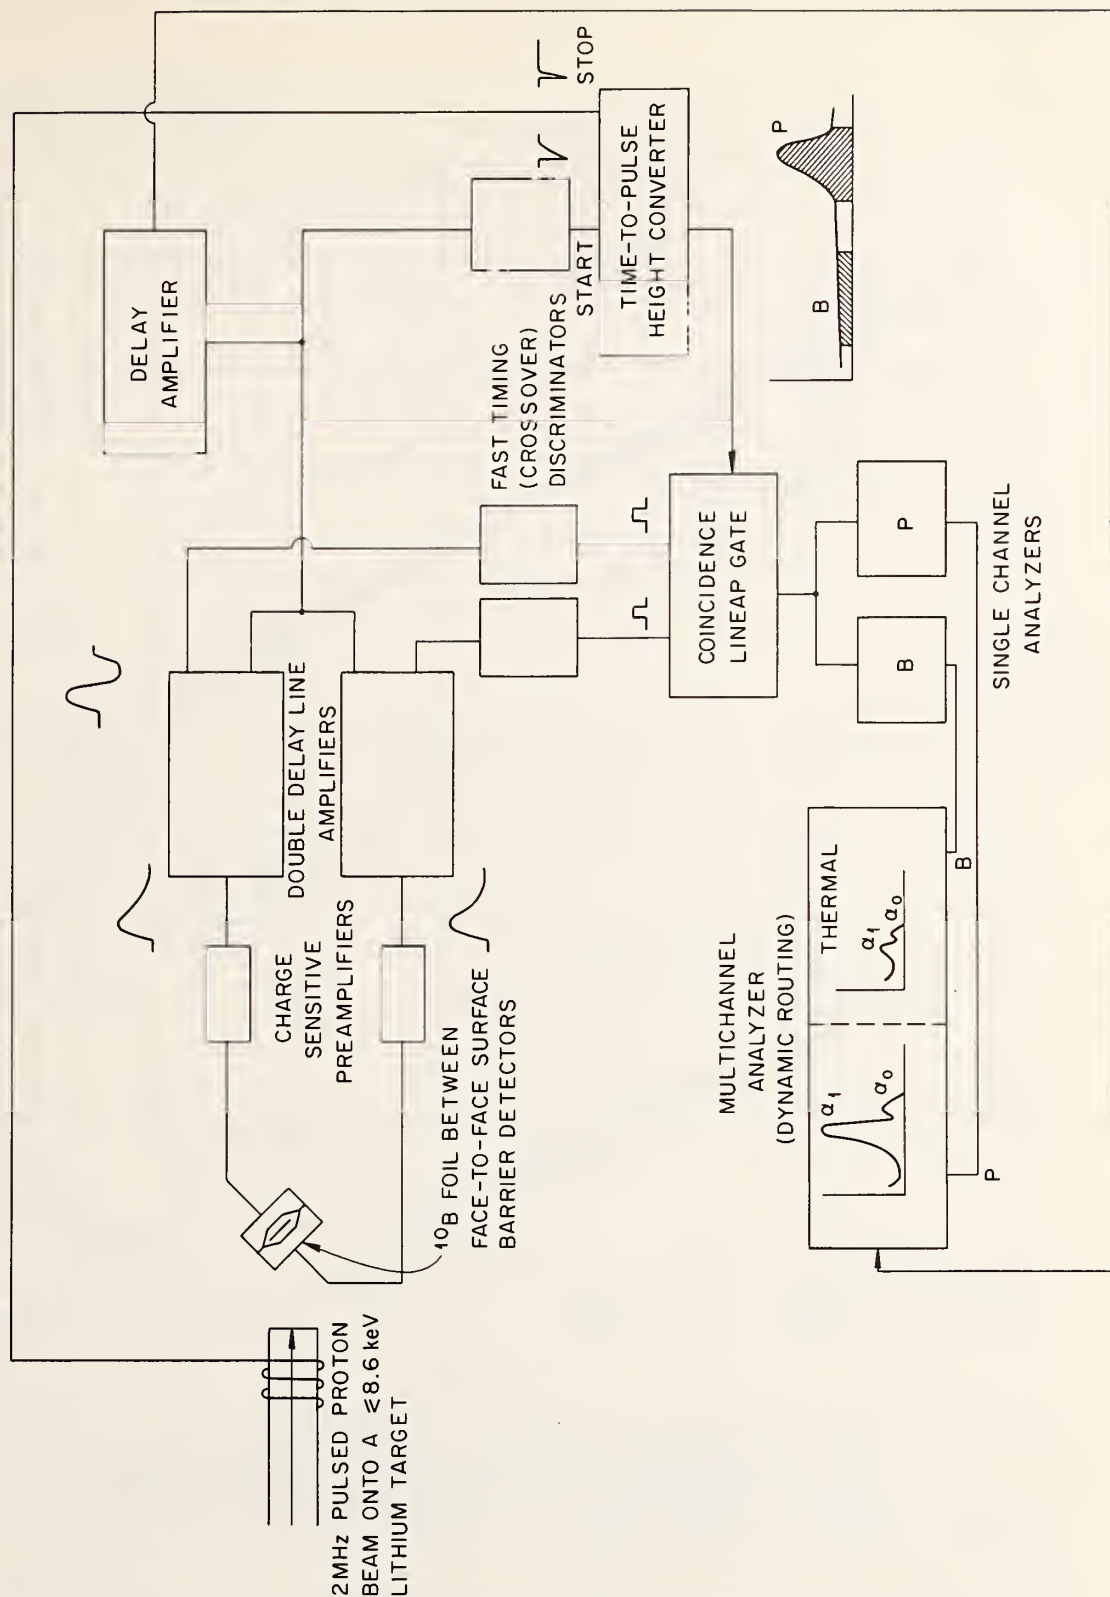 2MHz PULSED PROTON
BEAM ONTO A ≤8.6 keV
LITHIUM TARGET
¹⁰B FOIL BETWEEN
FACE-TO-FACE SURFACE
BARRIER DETECTORS
CHARGE
SENSITIVE
PREAMPLIFIERS
DOUBLE DELAY LINE
AMPLIFIERS
DELAY
AMPLIFIER
FAST TIMING
(CROSSOVER)
DISCRIMINATORS
START
STOP
TIME-TO-PULSE
HEIGHT CONVERTER
COINCIDENCE
LINEAP GATE
B
P
SINGLE CHANNEL
ANALYZERS
B
P
MULTICHANNEL
ANALYZER
(DYNAMIC ROUTING)
α₁
α₀
THERMAL
α₁
α₀
P
B